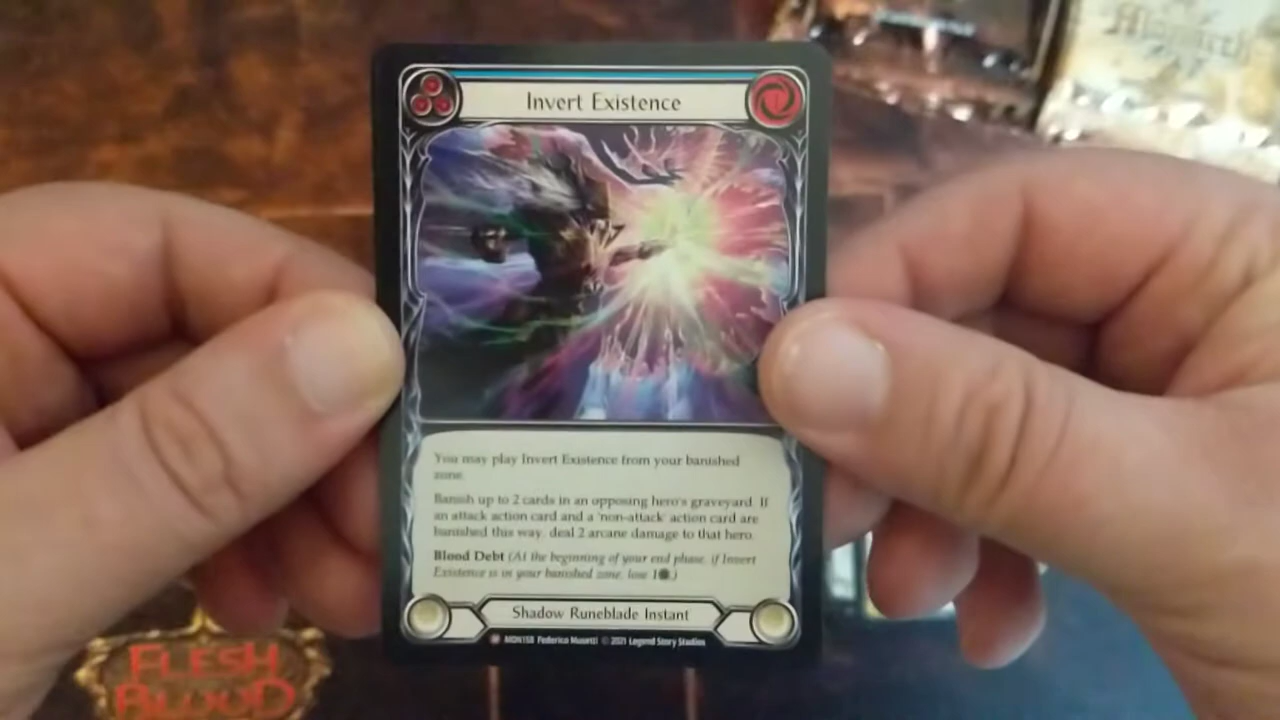 Monarch
Invert Existence
1
You may play Invert Existence from your banished
zone.
Banish up to 2 cards in an opposing hero's graveyard. If
an attack action card and a 'non-attack' action card are
banished this way, deal 2 arcane damage to that hero.
Blood Debt (At the beginning of your end phase, if Invert
Existence is in your banished zone, lose 1.)
Shadow Runeblade Instant
M MON158 Federico Musetti © 2021 Legend Story Studios
FLESH
BLOOD